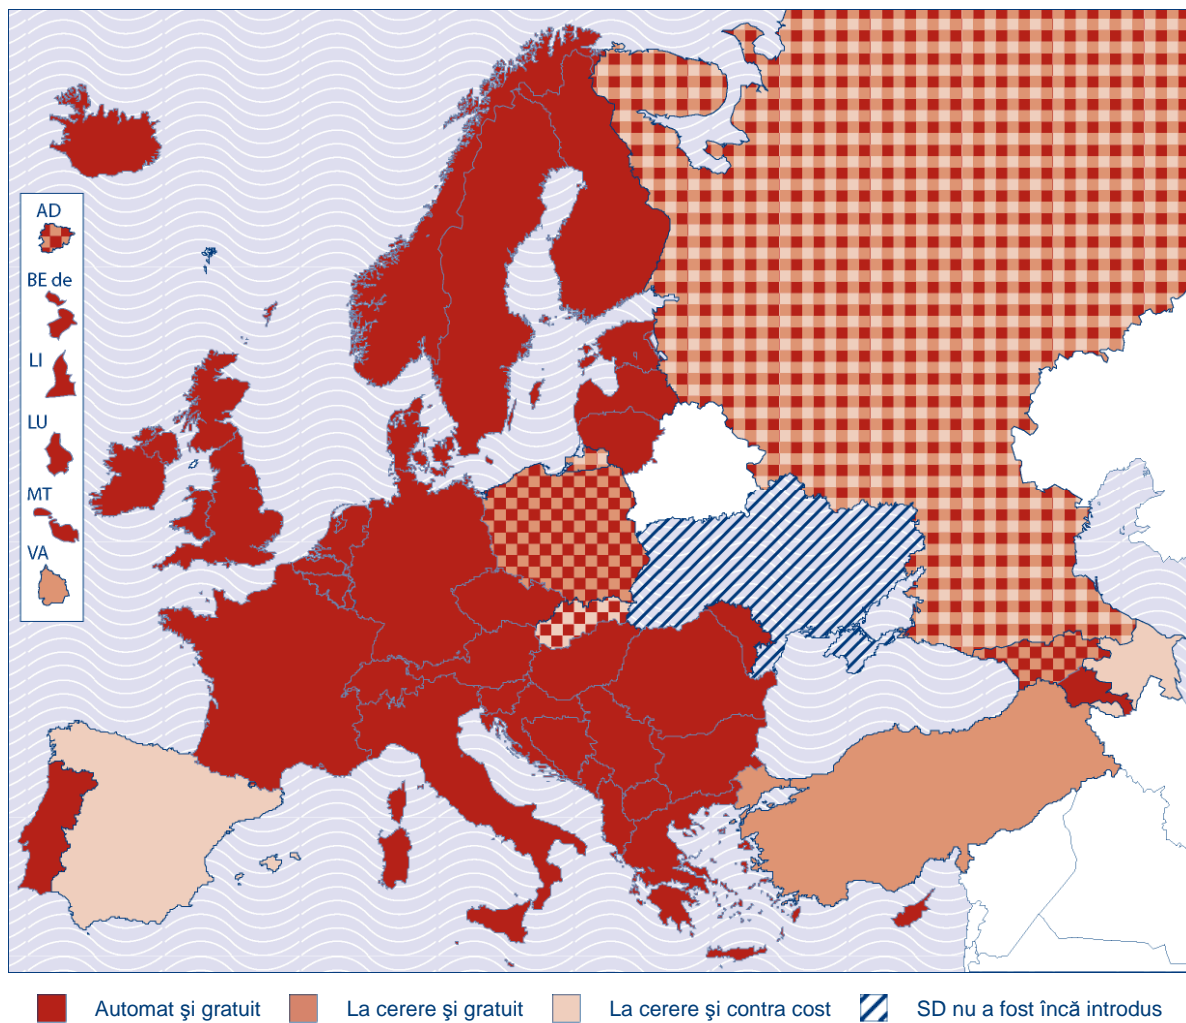 AD
BE de
LI
LU
MT
VA
Automat şi gratuit
La cerere şi gratuit
La cerere şi contra cost
SD nu a fost încă introdus